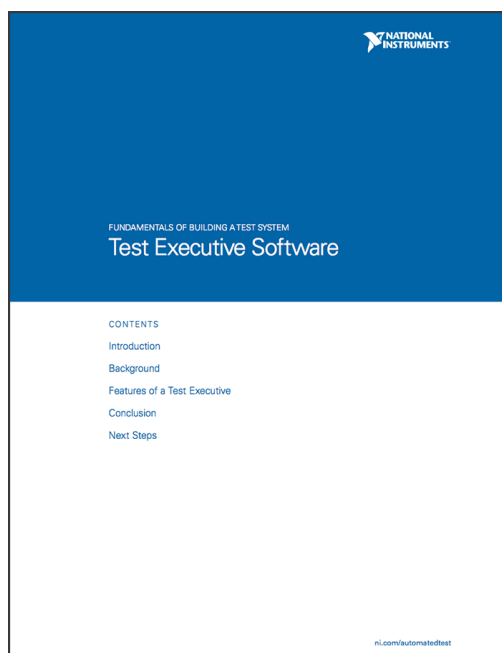 NATIONAL
INSTRUMENTS
FUNDAMENTALS OF BUILDING A TEST SYSTEM
Test Executive Software
CONTENTS
Introduction
Background
Features of a Test Executive
Conclusion
Next Steps
ni.com/automatedtest